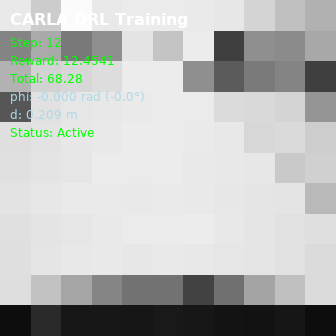 CARLA DRL Training
Step: 12
Reward: 12.4541
Total: 68.28
phi: -0.000 rad (-0.0°)
d: 0.209 m
Status: Active